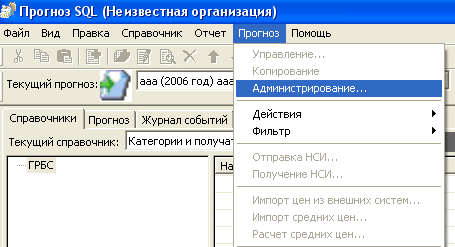 Прогноз SQL (Неизвестная организация)
Файл Вид Правка Справочник Отчет Прогноз Помощь
Управление...
Копирование
Текущий прогноз: ааа (2006 год) ааа
Администрирование...
Действия
Фильтр
Справочники Прогноз Журнал событий
Текущий справочник: Категории и получат
Отправка НСИ...
Получение НСИ...
ГРБС
На
Импорт цен из внешних систем...
Импорт средних цен...
Расчет средних цен...